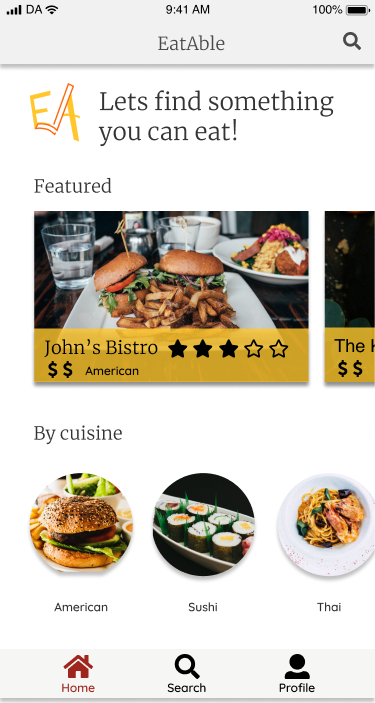 DA 9:41 AM 100%
EatAble
EA
Lets find something
you can eat!
Featured
John's Bistro
$ $ American
The
$ $
By cuisine
American Sushi Thai
Home Search Profile